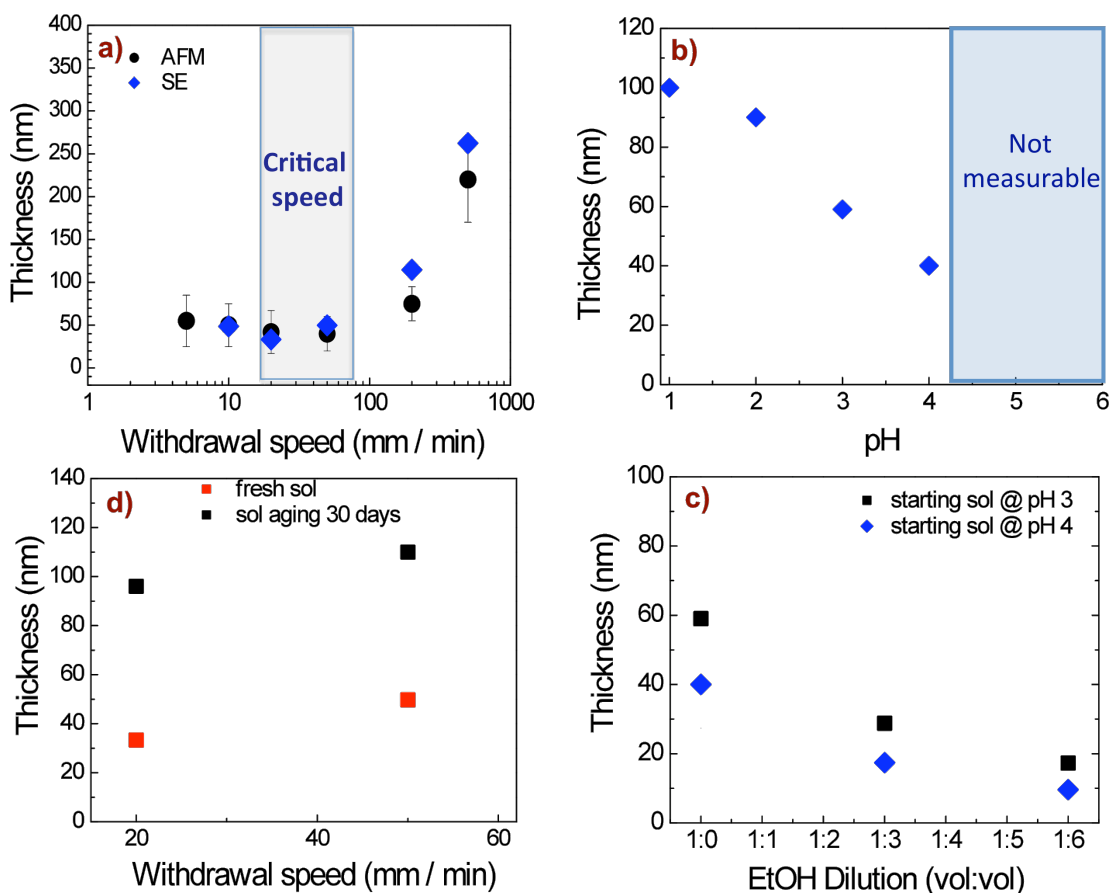 a)
AFM
SE
Critical
speed
400
350
300
250
200
150
100
50
0
Thickness (nm)
1 10 100 1000
Withdrawal speed (mm / min)
b)
Not
measurable
120
100
80
60
40
20
0
Thickness (nm)
1 2 3 4 5 6
pH
d)
fresh sol
sol aging 30 days
140
120
100
80
60
40
20
0
Thickness (nm)
20 40 60
Withdrawal speed (mm / min)
c)
starting sol @ pH 3
starting sol @ pH 4
100
80
60
40
20
0
Thickness (nm)
1:0 1:1 1:2 1:3 1:4 1:5 1:6
EtOH Dilution (vol:vol)